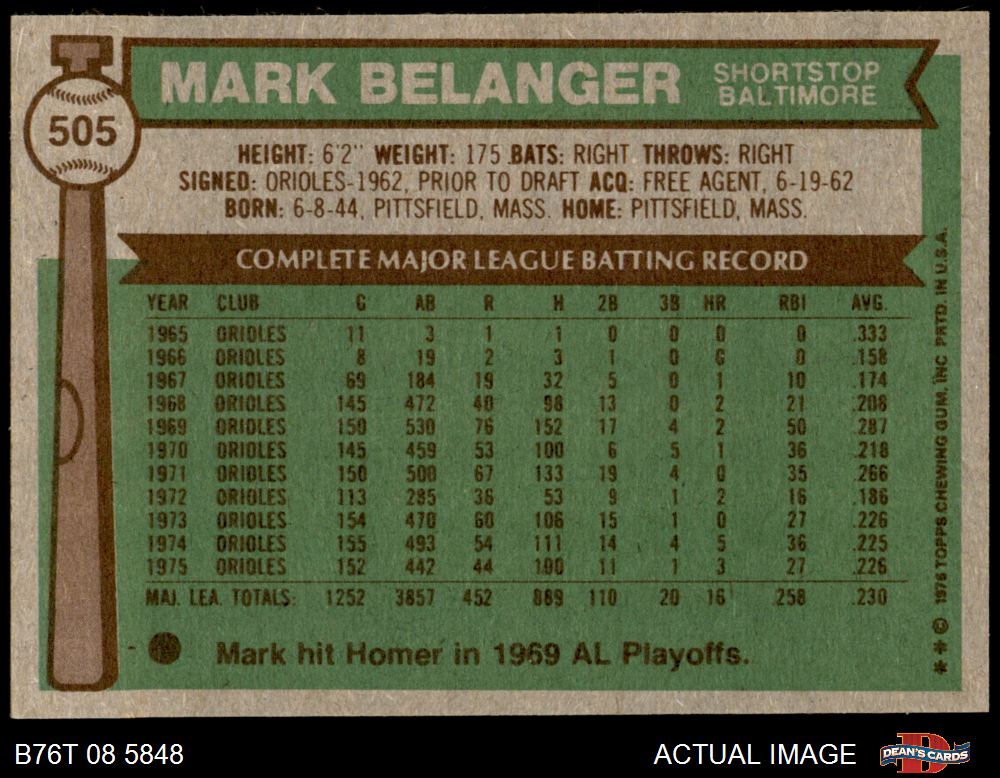 505
MARK BELANGER
SHORTSTOP
BALTIMORE
HEIGHT: 6'2" WEIGHT: 175 BATS: RIGHT THROWS: RIGHT
SIGNED: ORIOLES-1962, PRIOR TO DRAFT ACQ: FREE AGENT, 6-19-62
BORN: 6-8-44, PITTSFIELD, MASS. HOME: PITTSFIELD, MASS.
COMPLETE MAJOR LEAGUE BATTING RECORD
YEAR CLUB G AB R H 2B 3B HR RBI AVG.
1965 ORIOLES 11 3 1 1 0 0 0 0 .333
1966 ORIOLES 8 19 2 3 1 0 0 0 .158
1967 ORIOLES 69 184 19 32 5 0 1 10 .174
1968 ORIOLES 145 472 40 98 13 0 2 21 .208
1969 ORIOLES 150 530 76 152 17 4 2 50 .287
1970 ORIOLES 145 459 53 100 6 5 1 36 .218
1971 ORIOLES 150 500 67 133 19 4 0 35 .266
1972 ORIOLES 113 285 36 53 9 1 2 16 .186
1973 ORIOLES 154 470 60 106 15 1 0 27 .226
1974 ORIOLES 155 493 54 111 14 4 5 36 .225
1975 ORIOLES 152 442 44 100 11 1 3 27 .226
MAJ. LEA. TOTALS: 1252 3857 452 889 110 20 16 258 .230
Mark hit Homer in 1969 AL Playoffs.
** © 1976 TOPPS CHEWING GUM, INC PRTD. IN U.S.A.
B76T 08 5848
ACTUAL IMAGE
DEAN'S CARDS